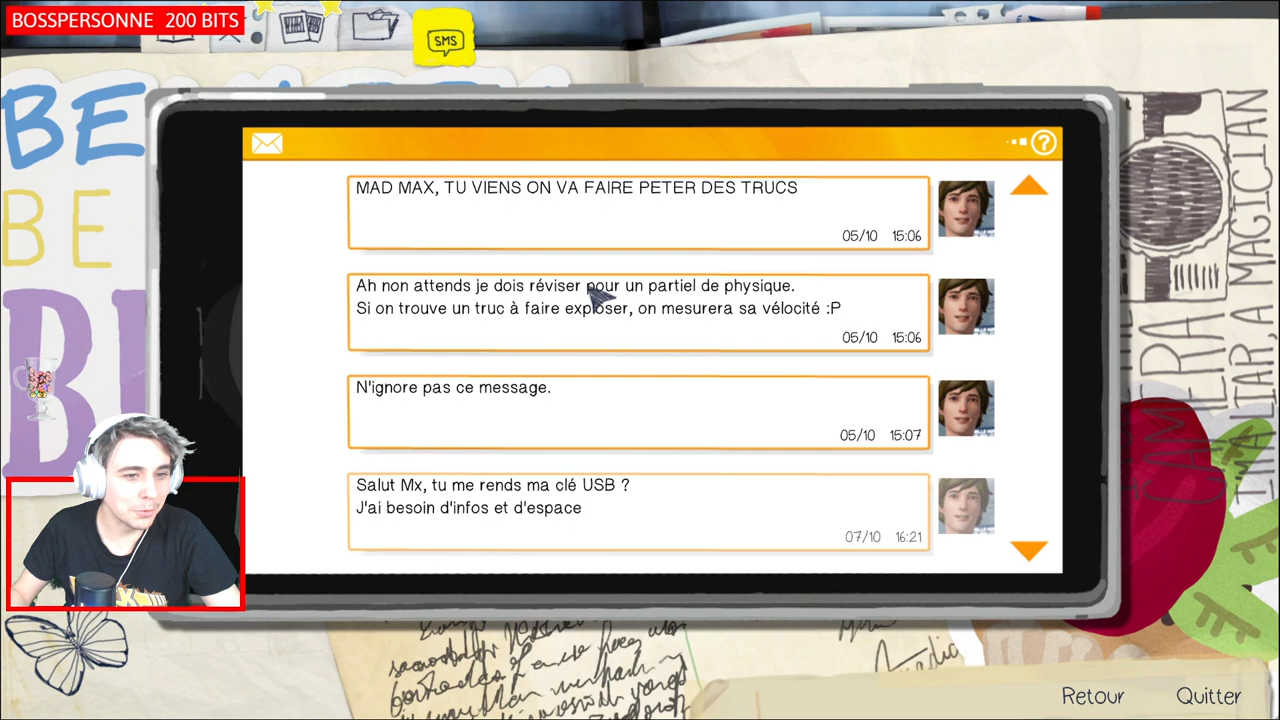 BOSSPERSONNE 200 BITS
SMS
BE
BE
MAD MAX, TU VIENS ON VA FAIRE PETER DES TRUCS
05/10 15:06
Ah non attends je dois réviser pour un partiel de physique.
Si on trouve un truc à faire exploser, on mesurera sa vélocité :P
05/10 15:06
N'ignore pas ce message.
05/10 15:07
Salut Mx, tu me rends ma clé USB ?
J'ai besoin d'infos et d'espace
07/10 16:21
CAMERA
LIAR, A MAGICIAN
Retour Quitter